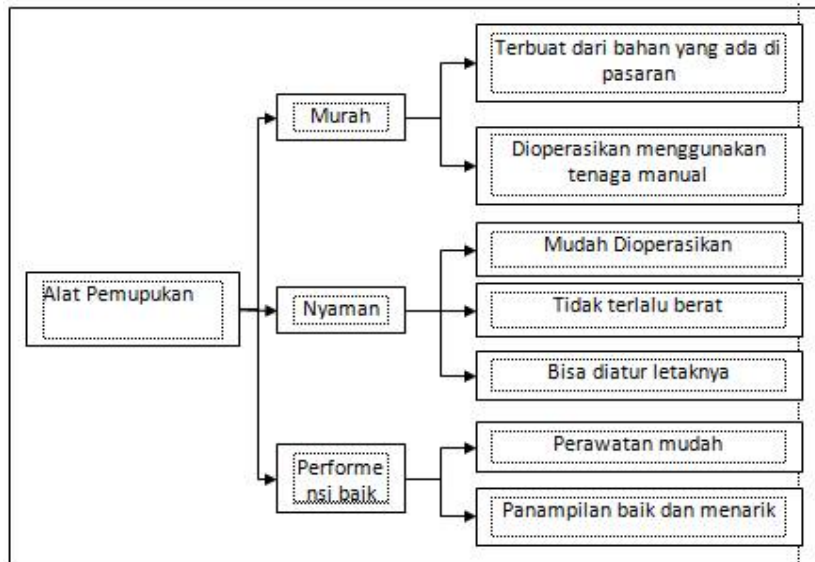 Terbuat dari bahan yang ada di
pasaran
Murah
Dioperasikan menggunakan
tenaga manual
Mudah Dioperasikan
Alat Pemupukan
Nyaman
Tidak terlalu berat
Bisa diatur letaknya
Performe
nsi baik
Perawatan mudah
Panampilan baik dan menarik